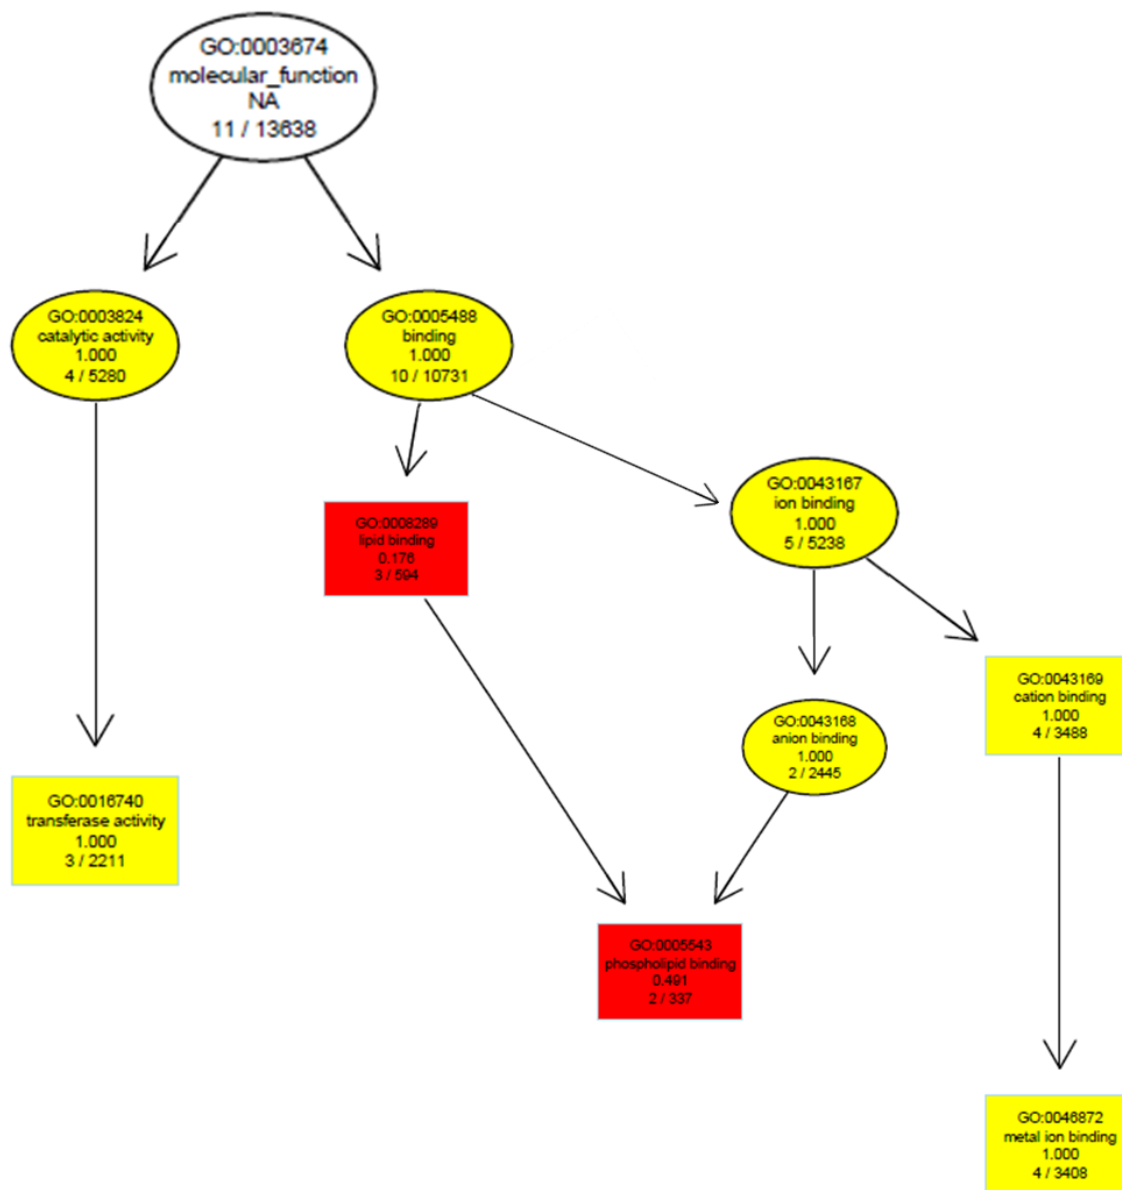 GO:0003674
molecular_function
NA
11 / 13638
GO:0003824
catalytic activity
1.000
4 / 5280
GO:0005488
binding
1.000
10 / 10731
GO:0043167
ion binding
1.000
5 / 5238
GO:0008289
lipid binding
0.176
3 / 594
GO:0043169
cation binding
1.000
4 / 3488
GO:0043168
anion binding
1.000
2 / 2445
GO:0016740
transferase activity
1.000
3 / 2211
GO:0005543
phospholipid binding
0.491
2 / 337
GO:0046872
metal ion binding
1.000
4 / 3408